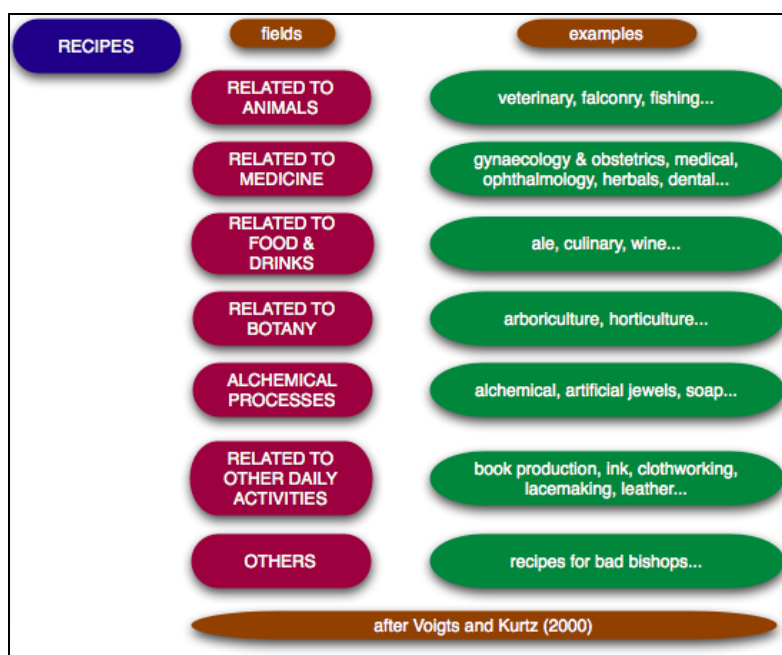 RECIPES
fields
examples
RELATED TO
ANIMALS
veterinary, falconry, fishing...
RELATED TO
MEDICINE
gynaecology & obstetrics, medical,
ophthalmology, herbals, dental...
RELATED TO
FOOD &
DRINKS
ale, culinary, wine...
RELATED TO
BOTANY
arboriculture, horticulture...
ALCHEMICAL
PROCESSES
alchemical, artificial jewels, soap...
RELATED TO
OTHER DAILY
ACTIVITIES
book production, ink, clothworking,
lacemaking, leather...
OTHERS
recipes for bad bishops...
after Voigts and Kurtz (2000)